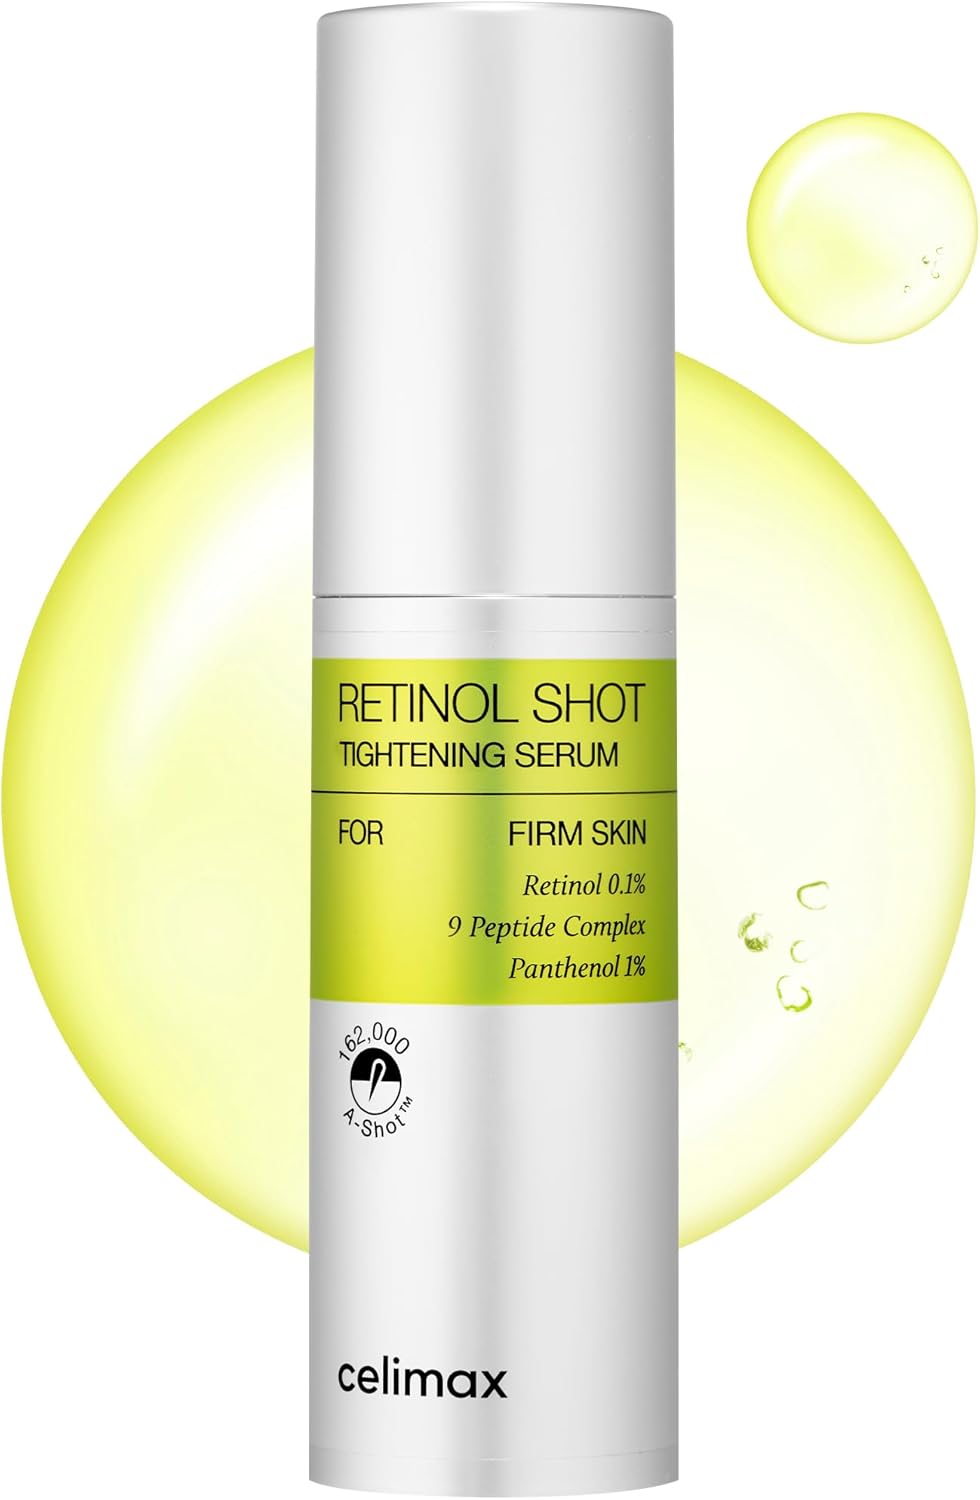 RETINOL SHOT
TIGHTENING SERUM
FOR FIRM SKIN
Retinol 0.1%
9 Peptide Complex
Panthenol 1%
162,000
A-Shot™
celimax